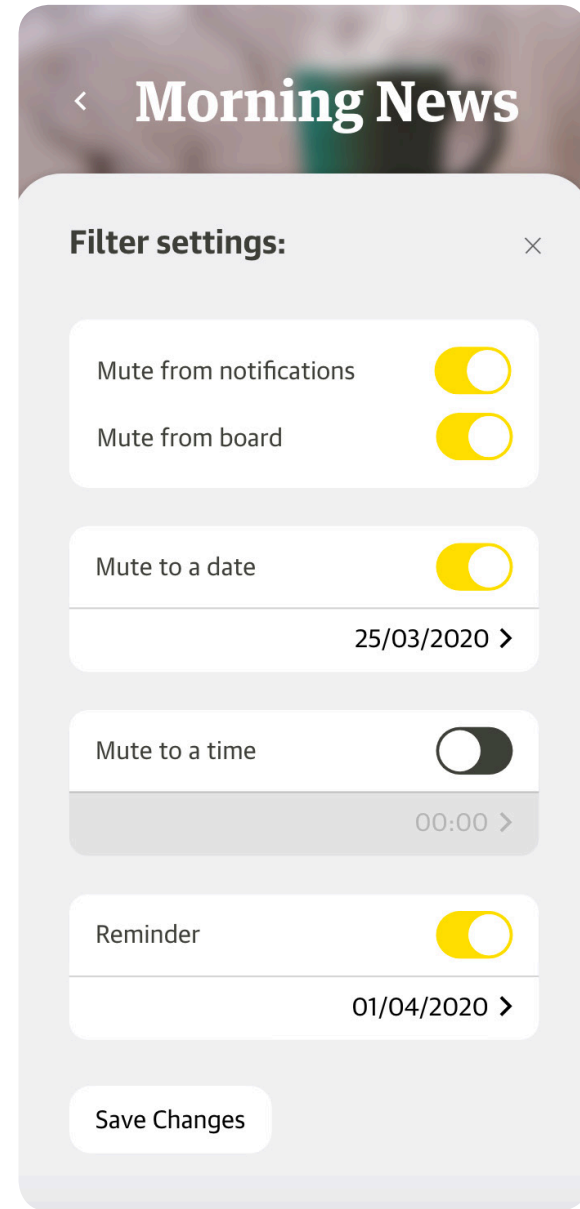 Morning News
Filter settings:
Mute from notifications
Mute from board
Mute to a date
25/03/2020
Mute to a time
00:00
Reminder
01/04/2020
Save Changes